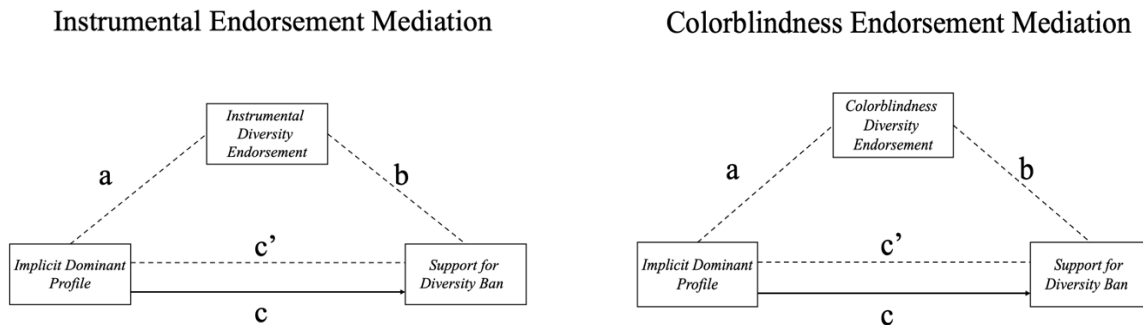 Instrumental Endorsement Mediation
Instrumental
Diversity
Endorsement
a
b
c’
Implicit Dominant
Profile
Support for
Diversity Ban
c
Colorblindness Endorsement Mediation
Colorblindness
Diversity
Endorsement
a
b
c’
Implicit Dominant
Profile
Support for
Diversity Ban
c